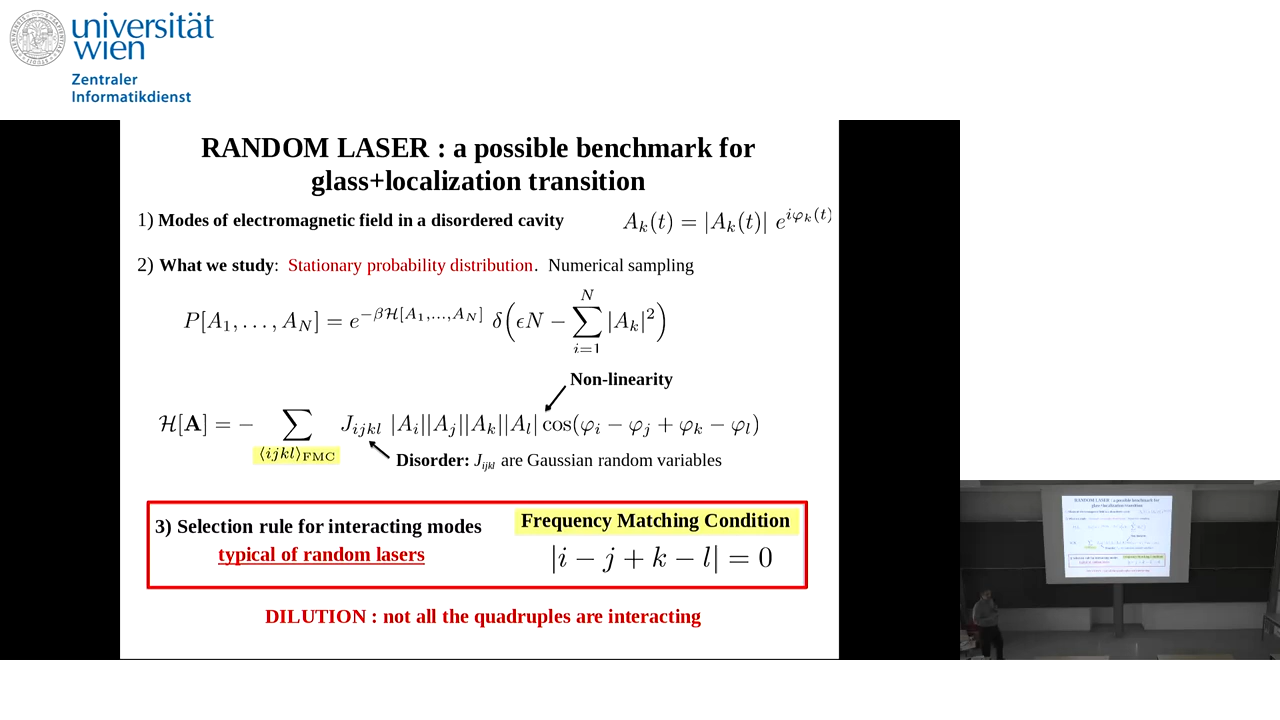 universität
wien
Zentraler
Informatikdienst
RANDOM LASER : a possible benchmark for
glass+localization transition
1) Modes of electromagnetic field in a disordered cavity A_k(t) = |A_k(t)| e^{iφ_k(t)}
2) What we study: Stationary probability distribution. Numerical sampling
P[A_1, …, A_N] = e^{−βℋ[A_1,…,A_N]} δ(ϵN − ∑_{i=1}^{N} |A_k|^2)
Non-linearity
ℋ[𝐀] = − ∑_{⟨ijkl⟩_FMC} J_{ijkl} |A_i||A_j||A_k||A_l| cos(φ_i − φ_j + φ_k − φ_l)
Disorder: J_{ijkl} are Gaussian random variables
3) Selection rule for interacting modes
typical of random lasers
Frequency Matching Condition
|i − j + k − l| = 0
DILUTION : not all the quadruples are interacting